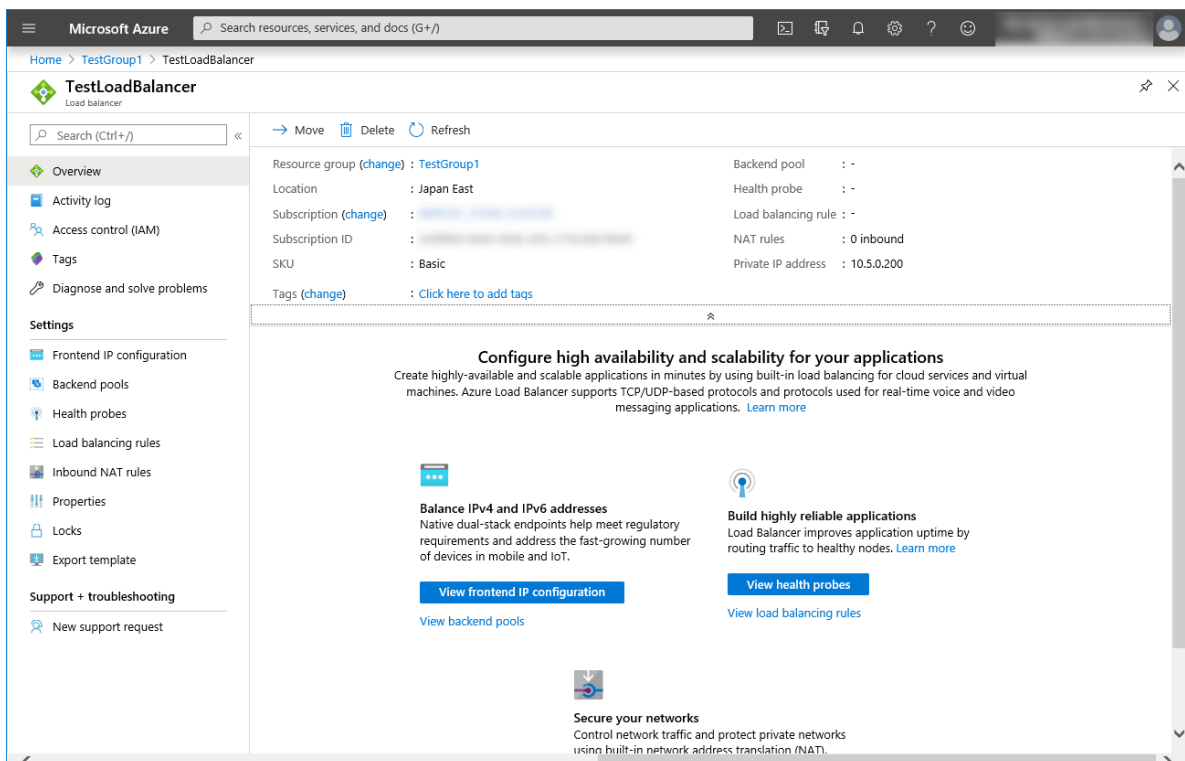 Microsoft Azure
Search resources, services, and docs (G+/)
Home > TestGroup1 > TestLoadBalancer
TestLoadBalancer
Load balancer
Search (Ctrl+/)
«
Overview
Activity log
Access control (IAM)
Tags
Diagnose and solve problems
Settings
Frontend IP configuration
Backend pools
Health probes
Load balancing rules
Inbound NAT rules
Properties
Locks
Export template
Support + troubleshooting
New support request
Move Delete Refresh
Resource group (change) : TestGroup1
Location : Japan East
Subscription (change) :
Subscription ID :
SKU : Basic
Tags (change) : Click here to add tags
Backend pool : -
Health probe : -
Load balancing rule : -
NAT rules : 0 inbound
Private IP address : 10.5.0.200
Configure high availability and scalability for your applications
Create highly-available and scalable applications in minutes by using built-in load balancing for cloud services and virtual
machines. Azure Load Balancer supports TCP/UDP-based protocols and protocols used for real-time voice and video
messaging applications. Learn more
Balance IPv4 and IPv6 addresses
Native dual-stack endpoints help meet regulatory
requirements and address the fast-growing number
of devices in mobile and IoT.
View frontend IP configuration
View backend pools
Build highly reliable applications
Load Balancer improves application uptime by
routing traffic to healthy nodes. Learn more
View health probes
View load balancing rules
Secure your networks
Control network traffic and protect private networks
using built-in network address translation (NAT).